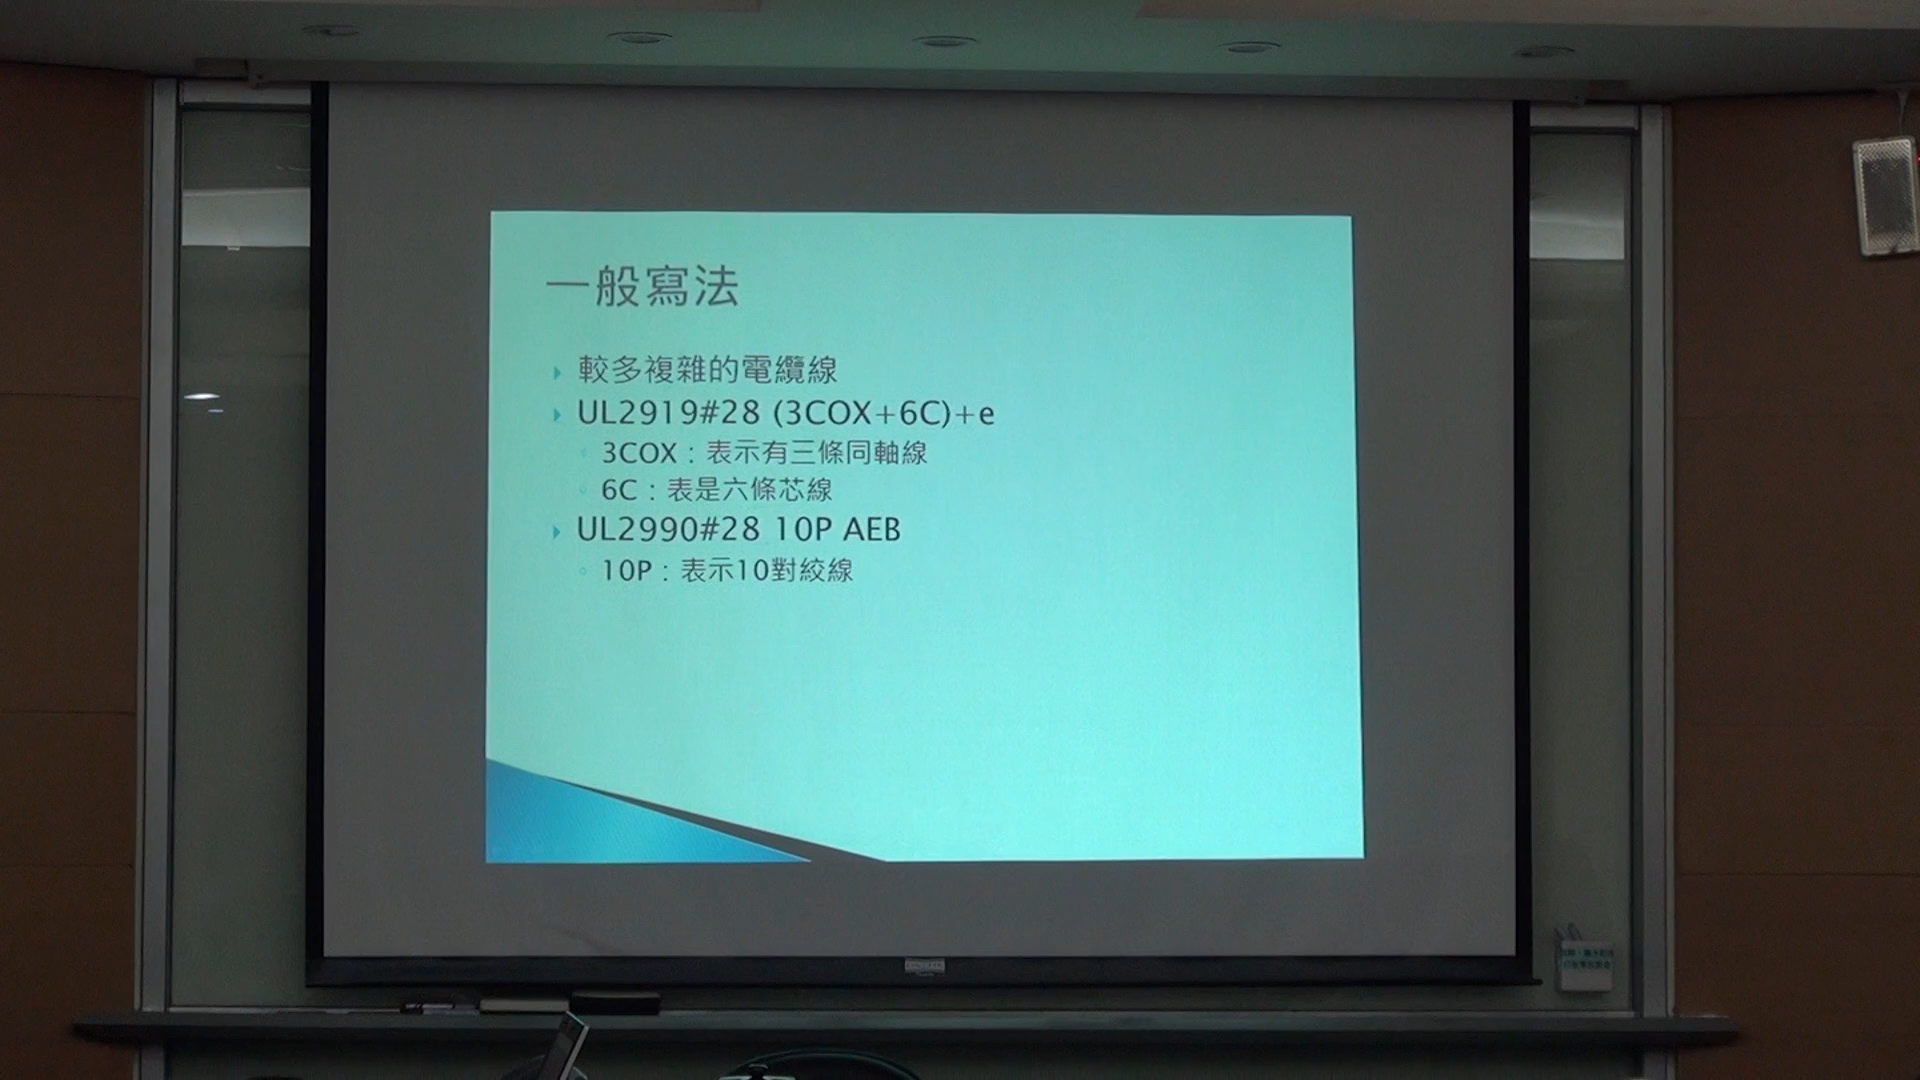 一般寫法
較多複雜的電纜線
UL2919#28 (3COX+6C)+e
3COX：表示有三條同軸線
6C：表是六條芯線
UL2990#28 10P AEB
10P：表示10對絞線